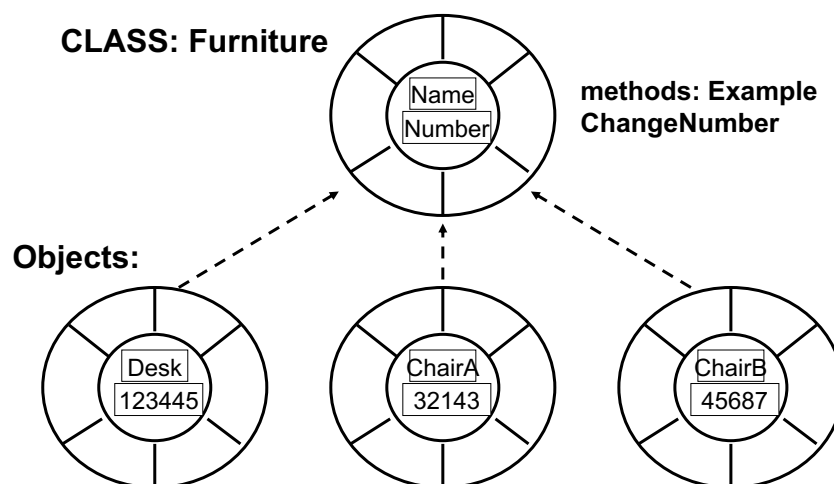 CLASS: Furniture
Name
Number
methods: Example
ChangeNumber
Objects:
Desk
123445
ChairA
32143
ChairB
45687